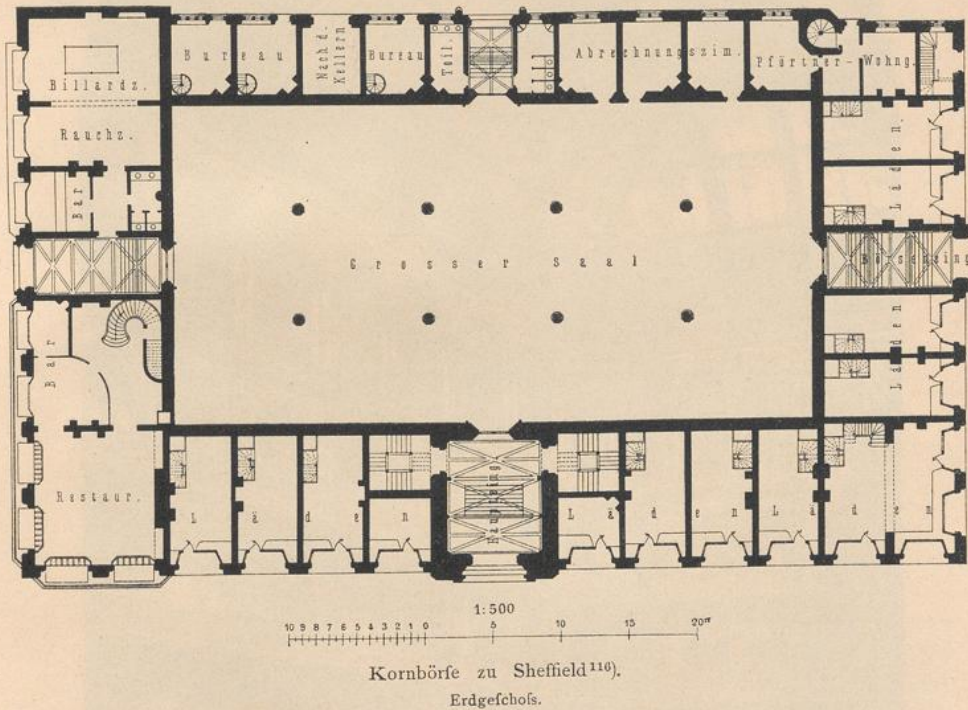 Bureau
Nach d. Kellern
Bureau
Toil.
Abrechnungszim.
Pförtner-Wohng.
Billardz.
Rauchz.
Bar
Läden.
Grosser Saal
Läden
Bar
Restaur.
Läden
Läden
Läden
1:500
10 9 8 7 6 5 4 3 2 1 0 5 10 15 20m
Kornbörſe zu Sheffield 116).
Erdgeſchoſs.